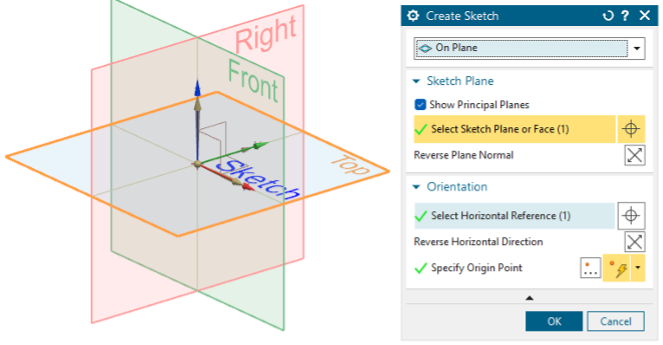 Right
Front
Top
Sketch
Create Sketch
?
On Plane
Sketch Plane
Show Principal Planes
Select Sketch Plane or Face (1)
Reverse Plane Normal
Orientation
Select Horizontal Reference (1)
Reverse Horizontal Direction
Specify Origin Point
OK
Cancel